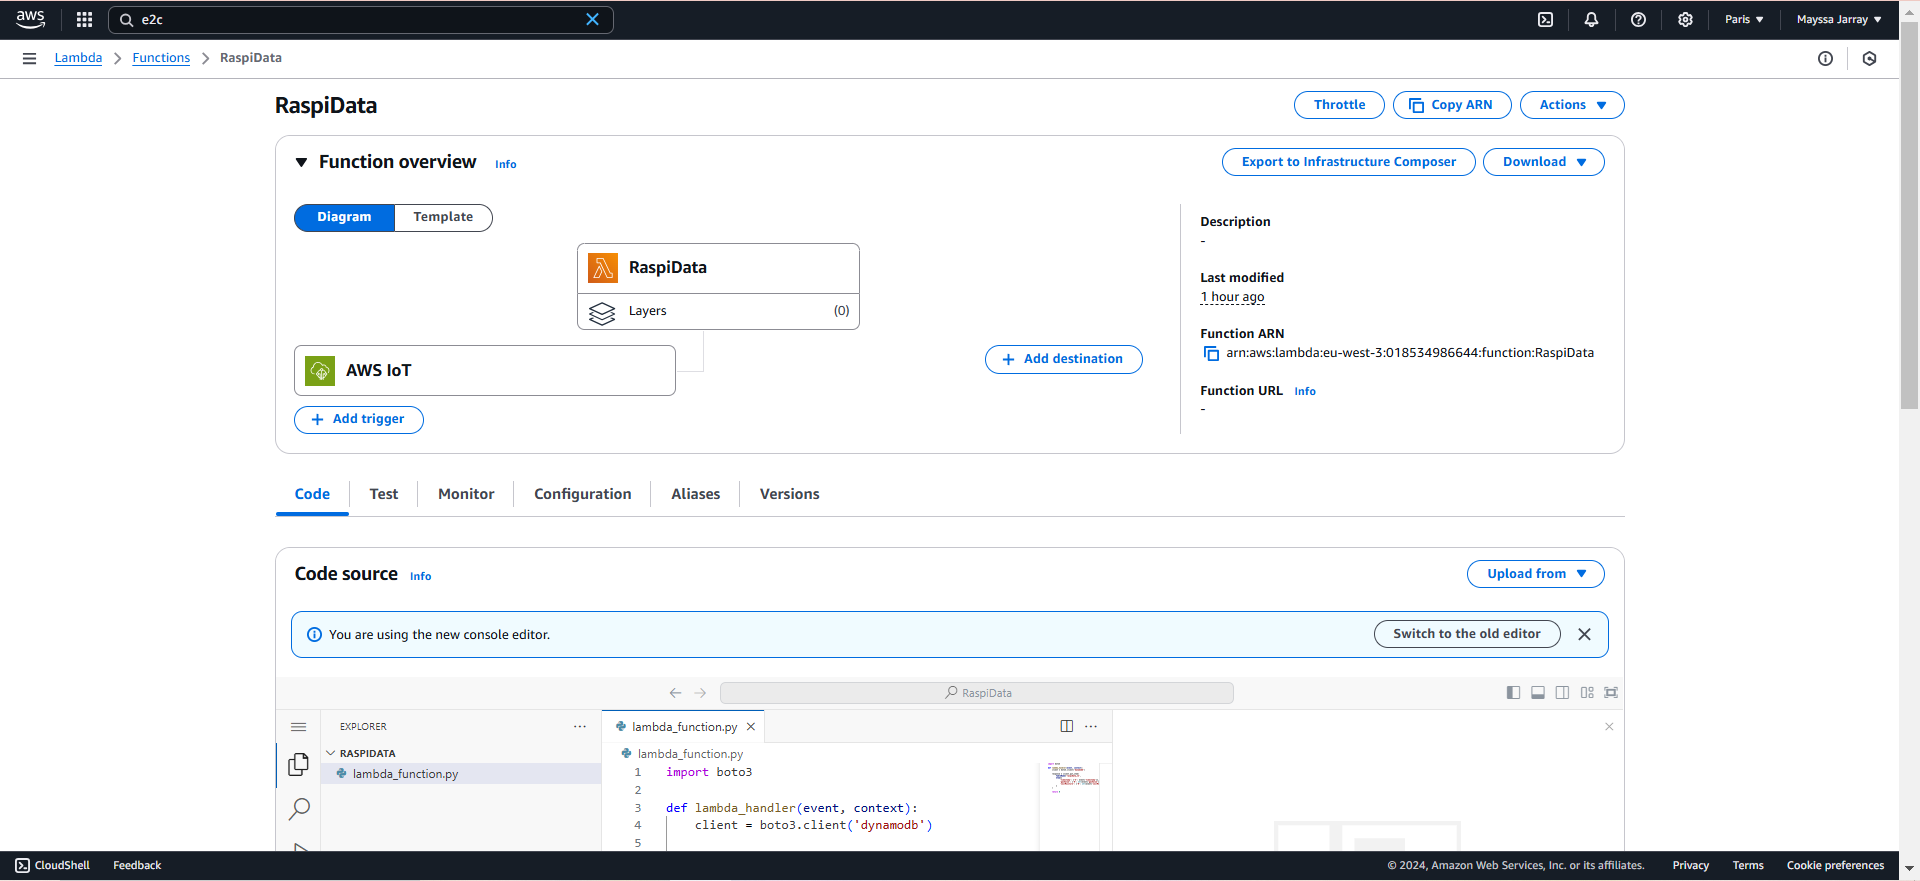 aws
e2c
Paris ▼
Mayssa Jarray ▼
Lambda > Functions > RaspiData
RaspiData
Throttle
Copy ARN
Actions ▼
▼ Function overview Info
Export to Infrastructure Composer
Download ▼
Diagram
Template
RaspiData
Layers (0)
AWS IoT
+ Add trigger
+ Add destination
Description
-
Last modified
1 hour ago
Function ARN
arn:aws:lambda:eu-west-3:018534986644:function:RaspiData
Function URL Info
-
Code
Test
Monitor
Configuration
Aliases
Versions
Code source Info
Upload from ▼
You are using the new console editor.
Switch to the old editor
RaspiData
EXPLORER ···
RASPIDATA
lambda_function.py
lambda_function.py
lambda_function.py
1 import boto3
2
3 def lambda_handler(event, context):
4 client = boto3.client('dynamodb')
5
CloudShell
Feedback
© 2024, Amazon Web Services, Inc. or its affiliates.
Privacy
Terms
Cookie preferences